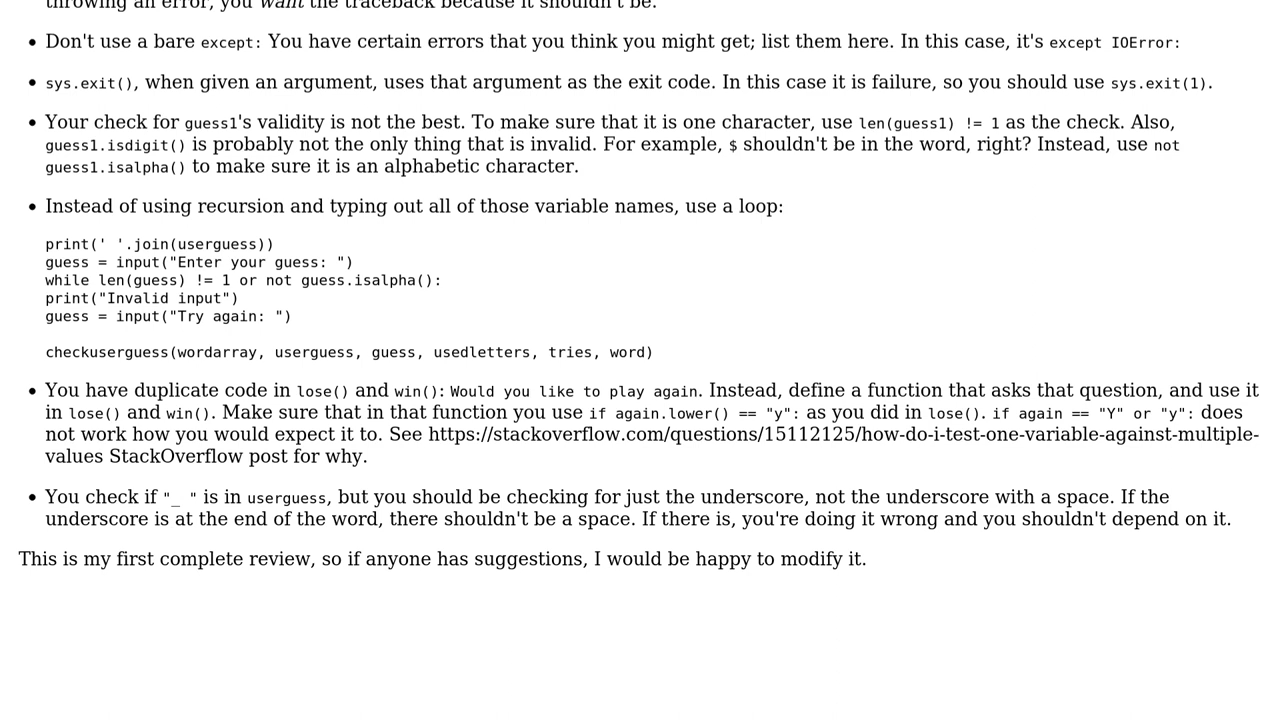 throwing an error, you want the traceback because it shouldn't be.
• Don't use a bare except: You have certain errors that you think you might get; list them here. In this case, it's except IOError:
• sys.exit(), when given an argument, uses that argument as the exit code. In this case it is failure, so you should use sys.exit(1).
• Your check for guess1's validity is not the best. To make sure that it is one character, use len(guess1) != 1 as the check. Also,
guess1.isdigit() is probably not the only thing that is invalid. For example, $ shouldn't be in the word, right? Instead, use not
guess1.isalpha() to make sure it is an alphabetic character.
• Instead of using recursion and typing out all of those variable names, use a loop:
print(' '.join(userguess))
guess = input("Enter your guess: ")
while len(guess) != 1 or not guess.isalpha():
print("Invalid input")
guess = input("Try again: ")
checkuserguess(wordarray, userguess, guess, usedletters, tries, word)
• You have duplicate code in lose() and win(): Would you like to play again. Instead, define a function that asks that question, and use it
in lose() and win(). Make sure that in that function you use if again.lower() == "y": as you did in lose(). if again == "Y" or "y": does
not work how you would expect it to. See https://stackoverflow.com/questions/15112125/how-do-i-test-one-variable-against-multiple-
values StackOverflow post for why.
• You check if "_ " is in userguess, but you should be checking for just the underscore, not the underscore with a space. If the
underscore is at the end of the word, there shouldn't be a space. If there is, you're doing it wrong and you shouldn't depend on it.
This is my first complete review, so if anyone has suggestions, I would be happy to modify it.